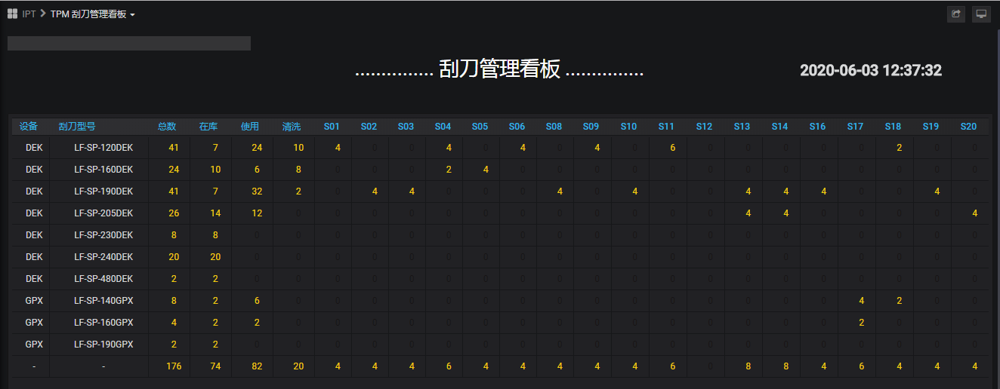 IPT > TPM 刮刀管理看板
............... 刮刀管理看板 ...............
2020-06-03 12:37:32
设备 刮刀型号 总数 在库 使用 清洗 S01 S02 S03 S04 S05 S06 S08 S09 S10 S11 S12 S13 S14 S16 S17 S18 S19 S20
DEK LF-SP-120DEK 41 7 24 10 4 0 0 4 0 4 0 4 0 6 0 0 0 0 0 2 0 0
DEK LF-SP-160DEK 24 10 6 8 0 0 0 2 4 0 0 0 0 0 0 0 0 0 0 0 0 0
DEK LF-SP-190DEK 41 7 32 2 0 4 4 0 0 0 4 0 4 0 0 4 4 4 0 0 4 0
DEK LF-SP-205DEK 26 14 12 0 0 0 0 0 0 0 0 0 0 0 0 4 4 0 0 0 0 4
DEK LF-SP-230DEK 8 8 0 0 0 0 0 0 0 0 0 0 0 0 0 0 0 0 0 0 0 0
DEK LF-SP-240DEK 20 20 0 0 0 0 0 0 0 0 0 0 0 0 0 0 0 0 0 0 0 0
DEK LF-SP-480DEK 2 2 0 0 0 0 0 0 0 0 0 0 0 0 0 0 0 0 0 0 0 0
GPX LF-SP-140GPX 8 2 6 0 0 0 0 0 0 0 0 0 0 0 0 0 0 0 4 2 0 0
GPX LF-SP-160GPX 4 2 2 0 0 0 0 0 0 0 0 0 0 0 0 0 0 0 2 0 0 0
GPX LF-SP-190GPX 2 2 0 0 0 0 0 0 0 0 0 0 0 0 0 0 0 0 0 0 0 0
- - 176 74 82 20 4 4 4 6 4 4 4 4 4 6 0 8 8 4 6 4 4 4